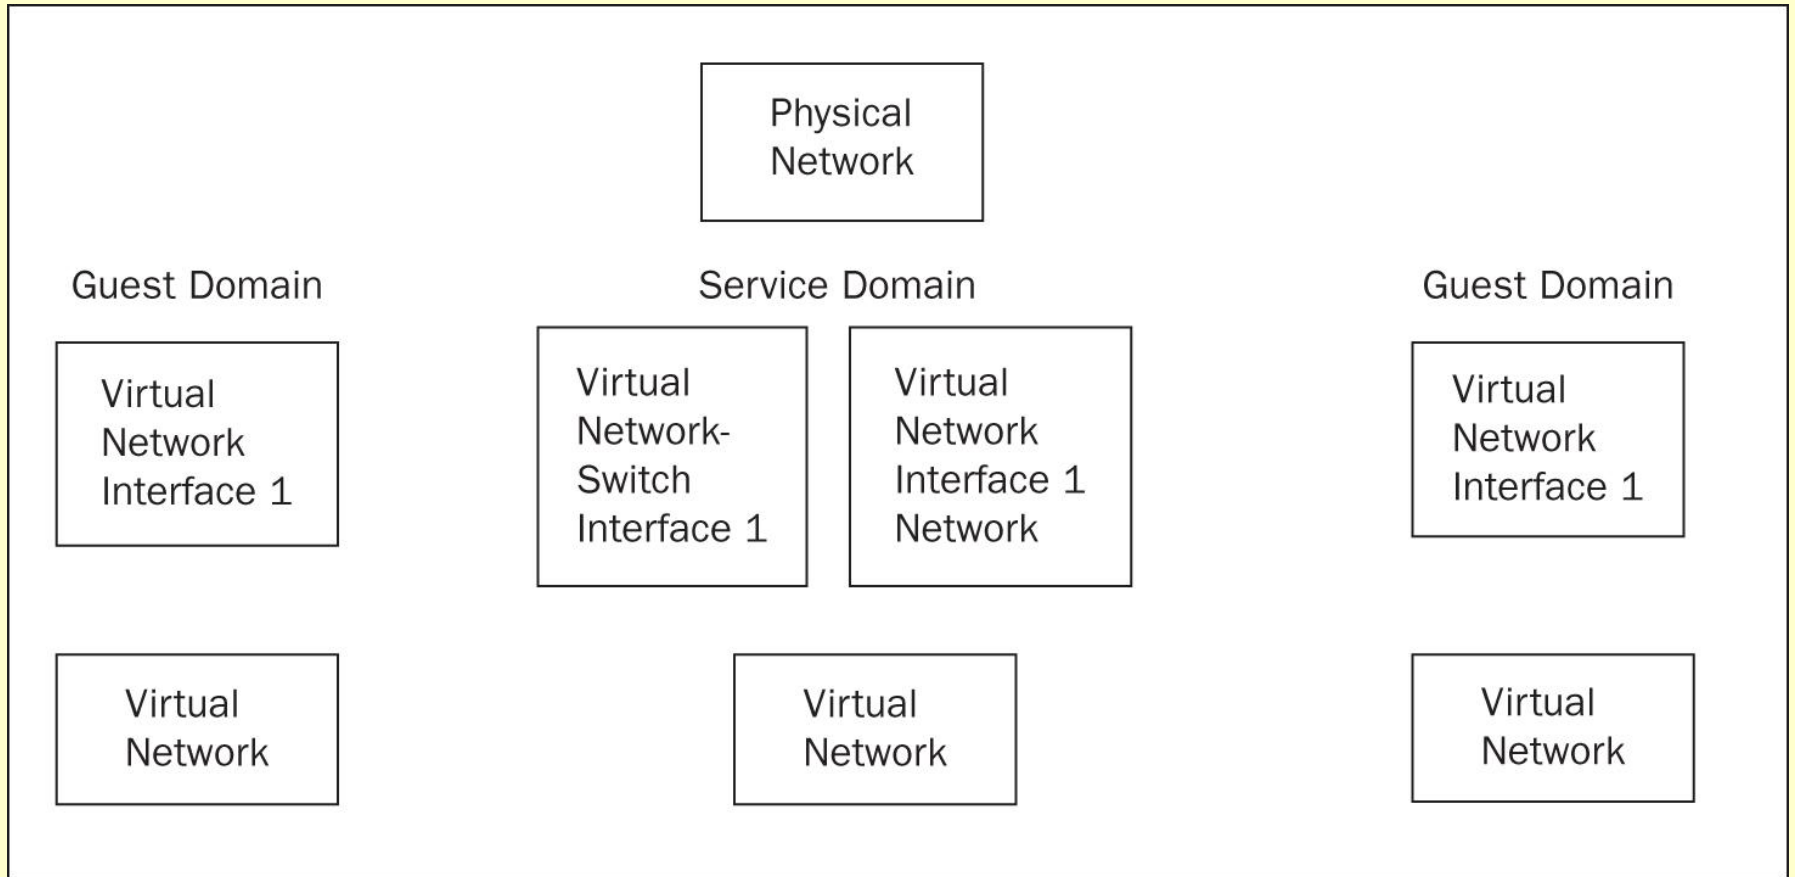 Physical
Network
Guest Domain
Service Domain
Guest Domain
Virtual
Network
Interface 1
Virtual
Network-
Switch
Interface 1
Virtual
Network
Interface 1
Network
Virtual
Network
Interface 1
Virtual
Network
Virtual
Network
Virtual
Network